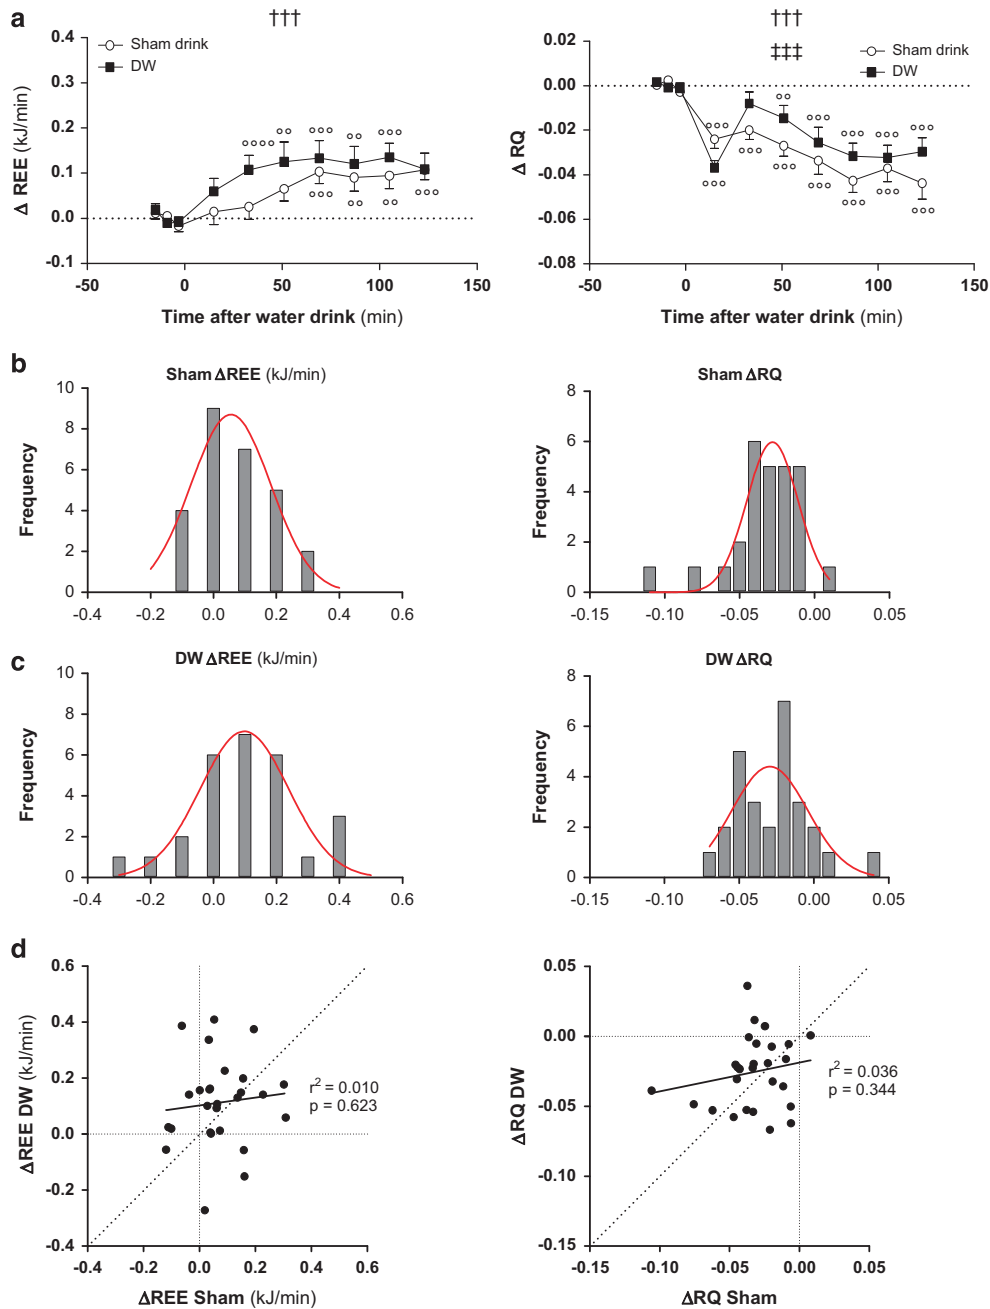 a
†††
0.4
0.3
0.2
0.1
0.0
-0.1
Δ REE (kJ/min)
Sham drink
DW
°°°° °° °°° °° °°°
°°° °° °° °°°
-50 0 50 100 150
Time after water drink (min)
†††
‡‡‡
0.02
0.00
-0.02
-0.04
-0.06
-0.08
Δ RQ
Sham drink
DW
°°° °° °°° °°° °°° °°°
°°° °°° °°° °°° °°° °°° °°°
-50 0 50 100 150
Time after water drink (min)
b
Sham ΔREE (kJ/min)
10
8
6
4
2
0
Frequency
-0.4 -0.2 0.0 0.2 0.4 0.6
Sham ΔRQ
8
6
4
2
0
Frequency
-0.15 -0.10 -0.05 0.00 0.05
c
DW ΔREE (kJ/min)
10
8
6
4
2
0
Frequency
-0.4 -0.2 0.0 0.2 0.4 0.6
DW ΔRQ
8
6
4
2
0
Frequency
-0.15 -0.10 -0.05 0.00 0.05
d
0.6
0.4
0.2
0.0
-0.2
-0.4
ΔREE DW (kJ/min)
r² = 0.010
p = 0.623
-0.4 -0.2 0.0 0.2 0.4 0.6
ΔREE Sham (kJ/min)
0.05
0.00
-0.05
-0.10
-0.15
ΔRQ DW
r² = 0.036
p = 0.344
-0.15 -0.10 -0.05 0.00 0.05
ΔRQ Sham